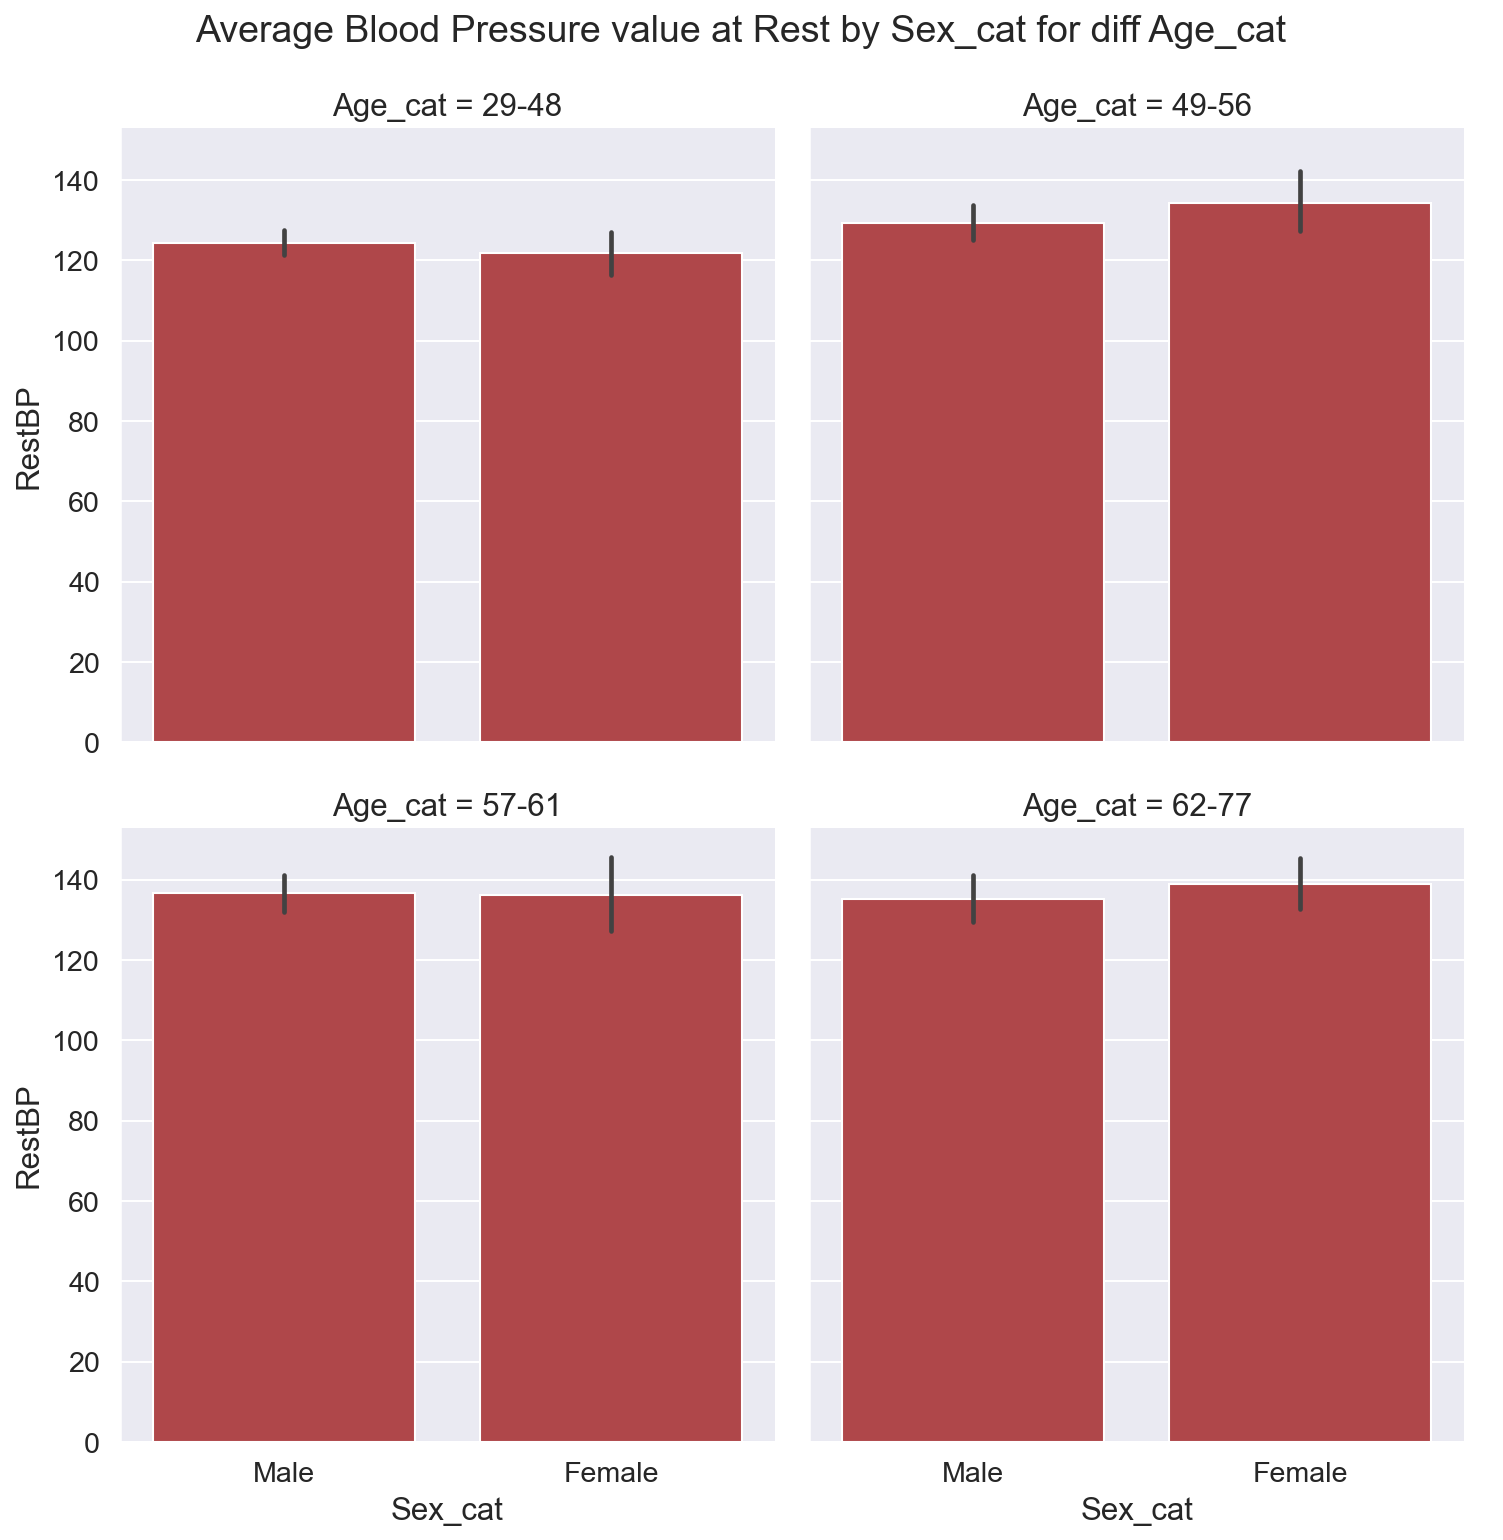 Average Blood Pressure value at Rest by Sex_cat for diff Age_cat
Age_cat = 29-48
Age_cat = 49-56
140
120
100
80
60
40
20
0
RestBP
Age_cat = 57-61
Age_cat = 62-77
140
120
100
80
60
40
20
0
RestBP
Male
Female
Male
Female
Sex_cat
Sex_cat